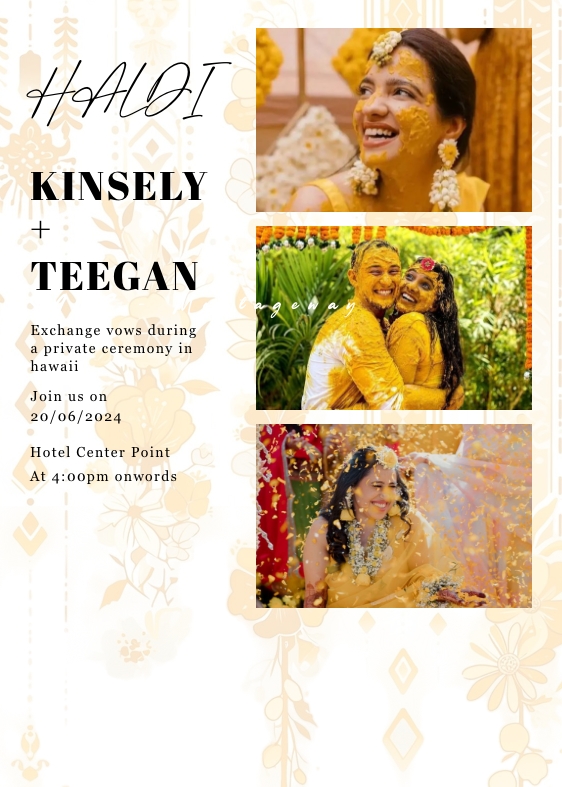 HALDI
KINSELY
+
TEEGAN
Exchange vows during
a private ceremony in
hawaii
Join us on
20/06/2024
Hotel Center Point
At 4:00pm onwords